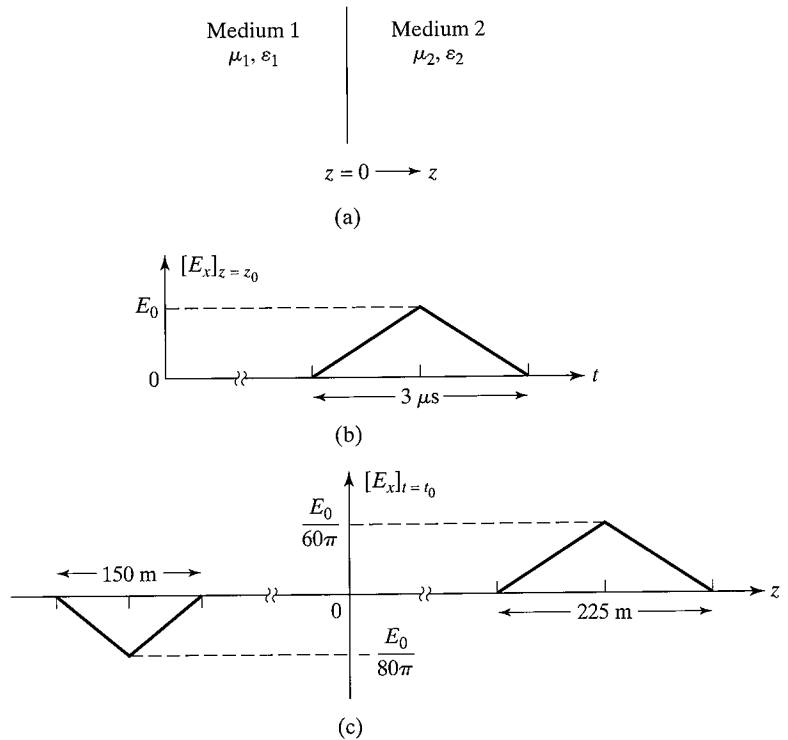 Medium 1 Medium 2
μ₁, ε₁ μ₂, ε₂
z = 0 → z
(a)
[Eₓ]z = z₀
E₀
0
t
3 μs
(b)
[Eₓ]t = t₀
E₀/60π
150 m
0
z
225 m
E₀/80π
(c)